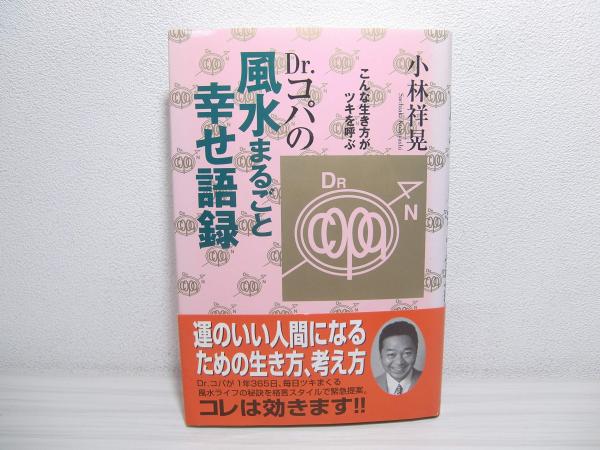 小林祥晃
Sachiaki Kobayashi
こんな生き方が
ツキを呼ぶ
Dr.コパの
風水まるごと
幸せ語録
DR
copa
N
運のいい人間になる
ための生き方、考え方
Dr.コパが1年365日、毎日ツキまくる
風水ライフの秘訣を格言スタイルで緊急提案。
コレは効きます!!